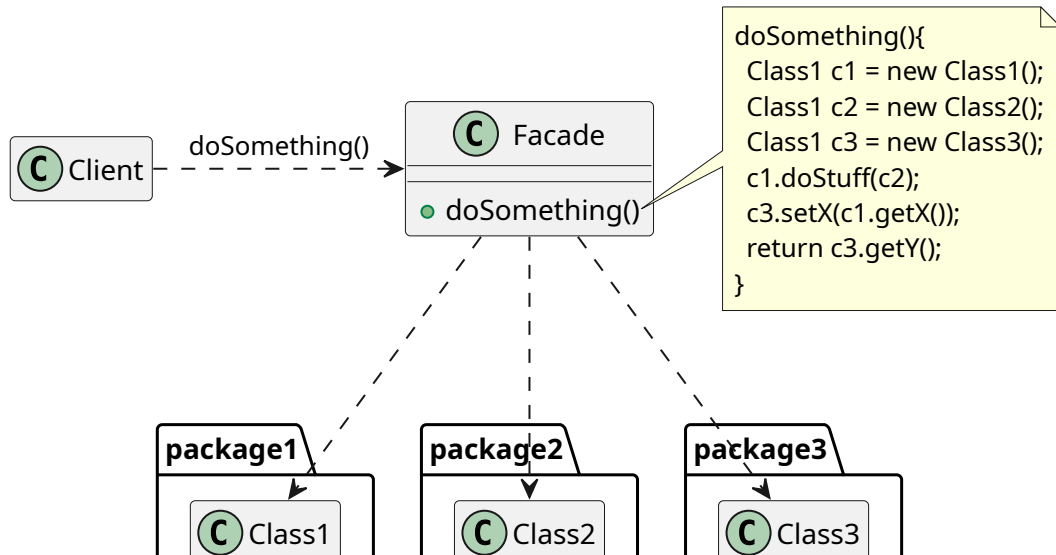 doSomething(){
Class1 c1 = new Class1();
Class1 c2 = new Class2();
Class1 c3 = new Class3();
c1.doStuff(c2);
c3.setX(c1.getX());
return c3.getY();
}
C Client
doSomething()
C Facade
doSomething()
package1
package2
package3
C Class1
C Class2
C Class3